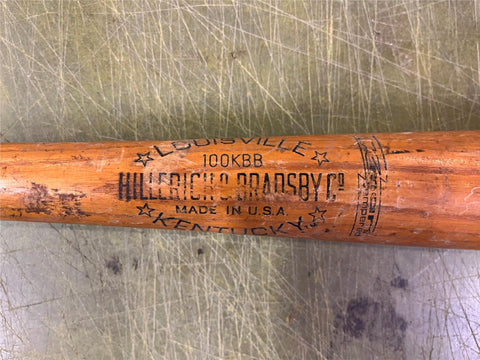 LOUISVILLE
100KBB
HILLERICH & BRADSBY Cº
MADE IN U.S.A.
KENTUCKY